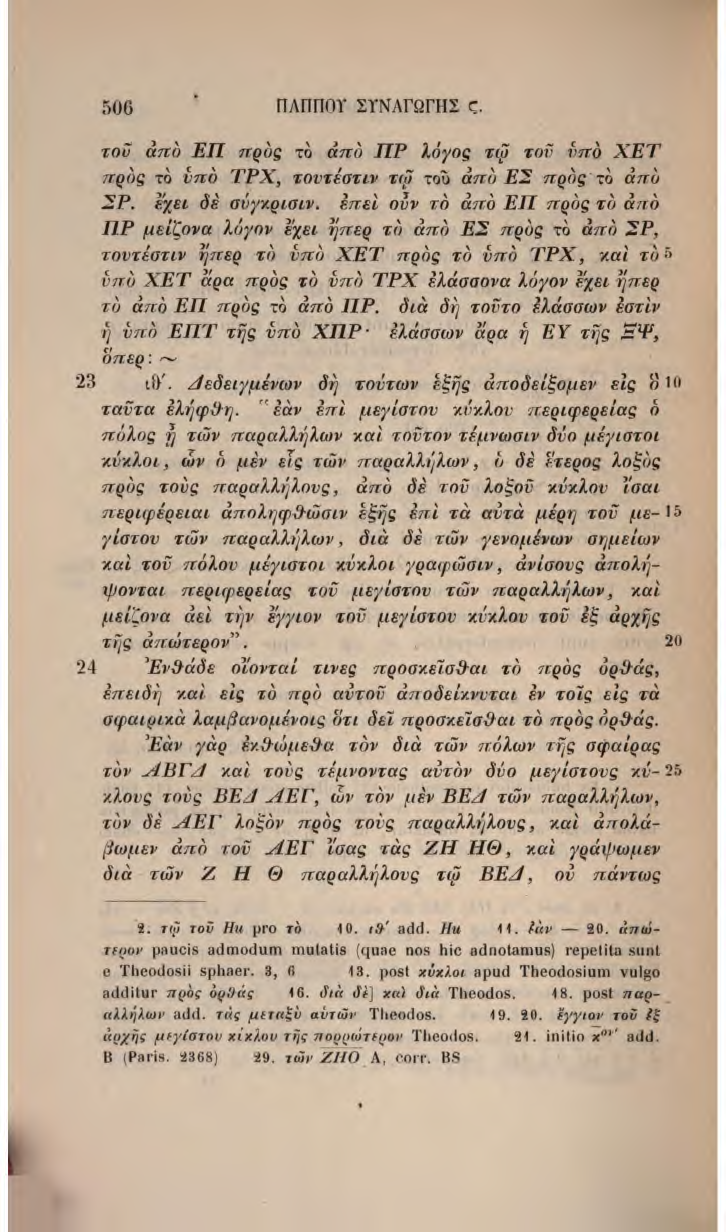 506 ΠΑΠΠΟΥ ΣΥΝΑΓΩΓΗΣ ϛ.
τοῦ ἀπὸ ΕΠ πρὸς τὸ ἀπὸ ΠΡ λόγος τῷ τοῦ ὑπὸ ΧΕΤ
πρὸς τὸ ὑπὸ ΤΡΧ, τουτέστιν τῷ τοῦ ἀπὸ ΕΣ πρὸς τὸ ἀπὸ
ΣΡ. ἔχει δὲ σύγκρισιν. ἐπεὶ οὖν τὸ ἀπὸ ΕΠ πρὸς τὸ ἀπὸ
ΠΡ μείζονα λόγον ἔχει ἤπερ τὸ ἀπὸ ΕΣ πρὸς τὸ ἀπὸ ΣΡ,
τουτέστιν ἤπερ τὸ ὑπὸ ΧΕΤ πρὸς τὸ ὑπὸ ΤΡΧ, καὶ τὸ 5
ὑπὸ ΧΕΤ ἄρα πρὸς τὸ ὑπὸ ΤΡΧ ἐλάσσονα λόγον ἔχει ἤπερ
τὸ ἀπὸ ΕΠ πρὸς τὸ ἀπὸ ΠΡ. διὰ δὴ τοῦτο ἐλάσσων ἐστὶν
ἡ ὑπὸ ΕΠΤ τῆς ὑπὸ ΧΠΡ· ἐλάσσων ἄρα ἡ ΕΥ τῆς ΞΨ,
ὅπερ : ~
23 ιθ΄. Δεδειγμένων δὴ τούτων ἑξῆς ἀποδείξομεν εἰς ὃ 10
ταῦτα ἐλήφθη. "ἐὰν ἐπὶ μεγίστου κύκλου περιφερείας ὁ
πόλος ᾖ τῶν παραλλήλων καὶ τοῦτον τέμνωσιν δύο μέγιστοι
κύκλοι, ὧν ὁ μὲν εἷς τῶν παραλλήλων, ὁ δὲ ἕτερος λοξὸς
πρὸς τοὺς παραλλήλους, ἀπὸ δὲ τοῦ λοξοῦ κύκλου ἴσαι
περιφέρειαι ἀποληφθῶσιν ἑξῆς ἐπὶ τὰ αὐτὰ μέρη τοῦ με- 15
γίστου τῶν παραλλήλων, διὰ δὲ τῶν γενομένων σημείων
καὶ τοῦ πόλου μέγιστοι κύκλοι γραφῶσιν, ἀνίσους ἀπολή-
ψονται περιφερείας τοῦ μεγίστου τῶν παραλλήλων, καὶ
μείζονα ἀεὶ τὴν ἔγγιον τοῦ μεγίστου κύκλου τοῦ ἐξ ἀρχῆς
τῆς ἀπώτερον". 20
24 Ἐνθάδε οἴονταί τινες προσκεῖσθαι τὸ πρὸς ὀρθάς,
ἐπειδὴ καὶ εἰς τὸ πρὸ αὐτοῦ ἀποδείκνυται ἐν τοῖς εἰς τὰ
σφαιρικὰ λαμβανομένοις ὅτι δεῖ προσκεῖσθαι τὸ πρὸς ὀρθάς.
Ἐὰν γὰρ ἐκθώμεθα τὸν διὰ τῶν πόλων τῆς σφαίρας
τὸν ΑΒΓΔ καὶ τοὺς τέμνοντας αὐτὸν δύο μεγίστους κύ- 25
κλους τοὺς ΒΕΔ ΑΕΓ, ὧν τὸν μὲν ΒΕΔ τῶν παραλλήλων,
τὸν δὲ ΑΕΓ λοξὸν πρὸς τοὺς παραλλήλους, καὶ ἀπολά-
βωμεν ἀπὸ τοῦ ΑΕΓ ἴσας τὰς ΖΗ ΗΘ, καὶ γράψωμεν
διὰ τῶν Ζ Η Θ παραλλήλους τῷ ΒΕΔ, οὐ πάντως
2. τῷ τοῦ Hu pro τὸ 10. ιθ΄ add. Hu 11. ἐὰν — 20. ἀπώ-
τερον paucis admodum mutatis (quae nos hic adnotamus) repetita sunt
e Theodosii sphaer. 3, 6 13. post κύκλοι apud Theodosium vulgo
additur πρὸς ὀρθάς 16. διὰ δὲ] καὶ διὰ Theodos. 18. post παρ-
αλλήλων add. τὰς μεταξὺ αὐτῶν Theodos. 19. 20. ἔγγιον τοῦ ἐξ
ἀρχῆς μεγίστου κύκλου τῆς πορρώτερον Theodos. 21. initio κ<sup>ον</sup>΄ add.
B (Paris. 2368) 29. τῶν ΖΗΘ A, corr. BS